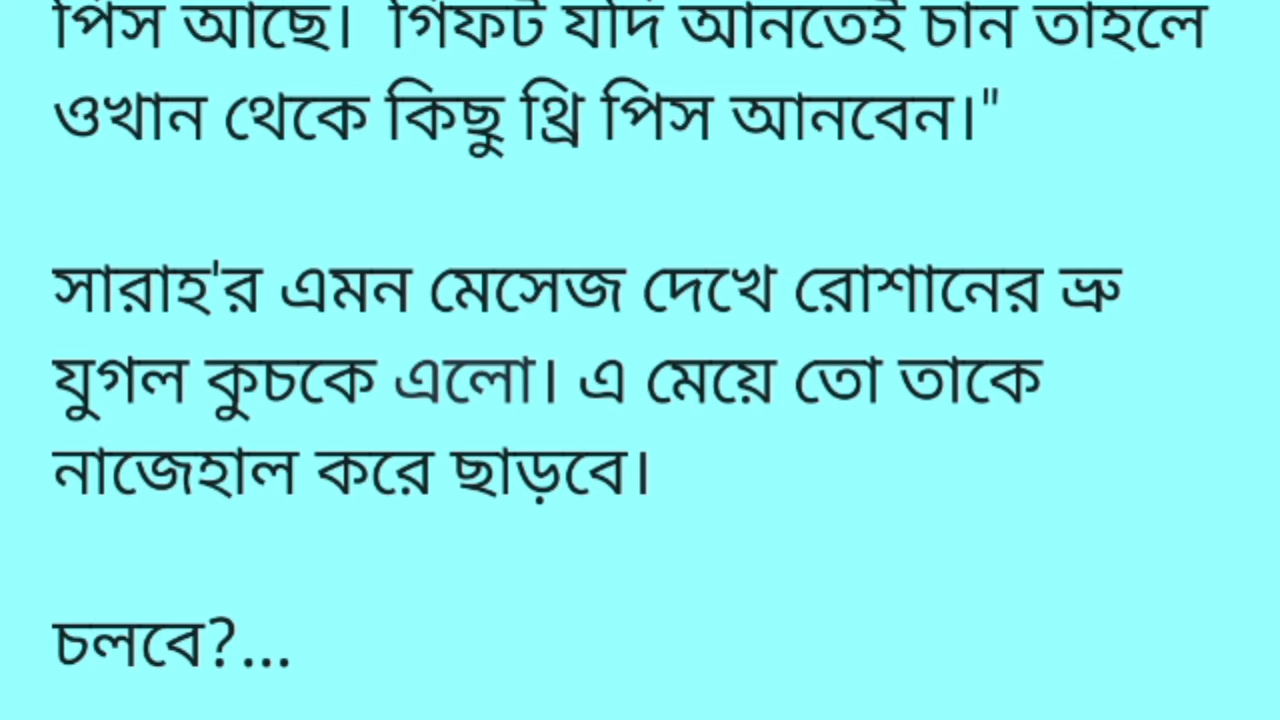 পিস আছে। গিফট যদি আনতেই চান তাহলে
ওখান থেকে কিছু থ্রি পিস আনবেন।"
সারাহ'র এমন মেসেজ দেখে রোশানের ভ্রু
যুগল কুচকে এলো। এ মেয়ে তো তাকে
নাজেহাল করে ছাড়বে।
চলবে?...